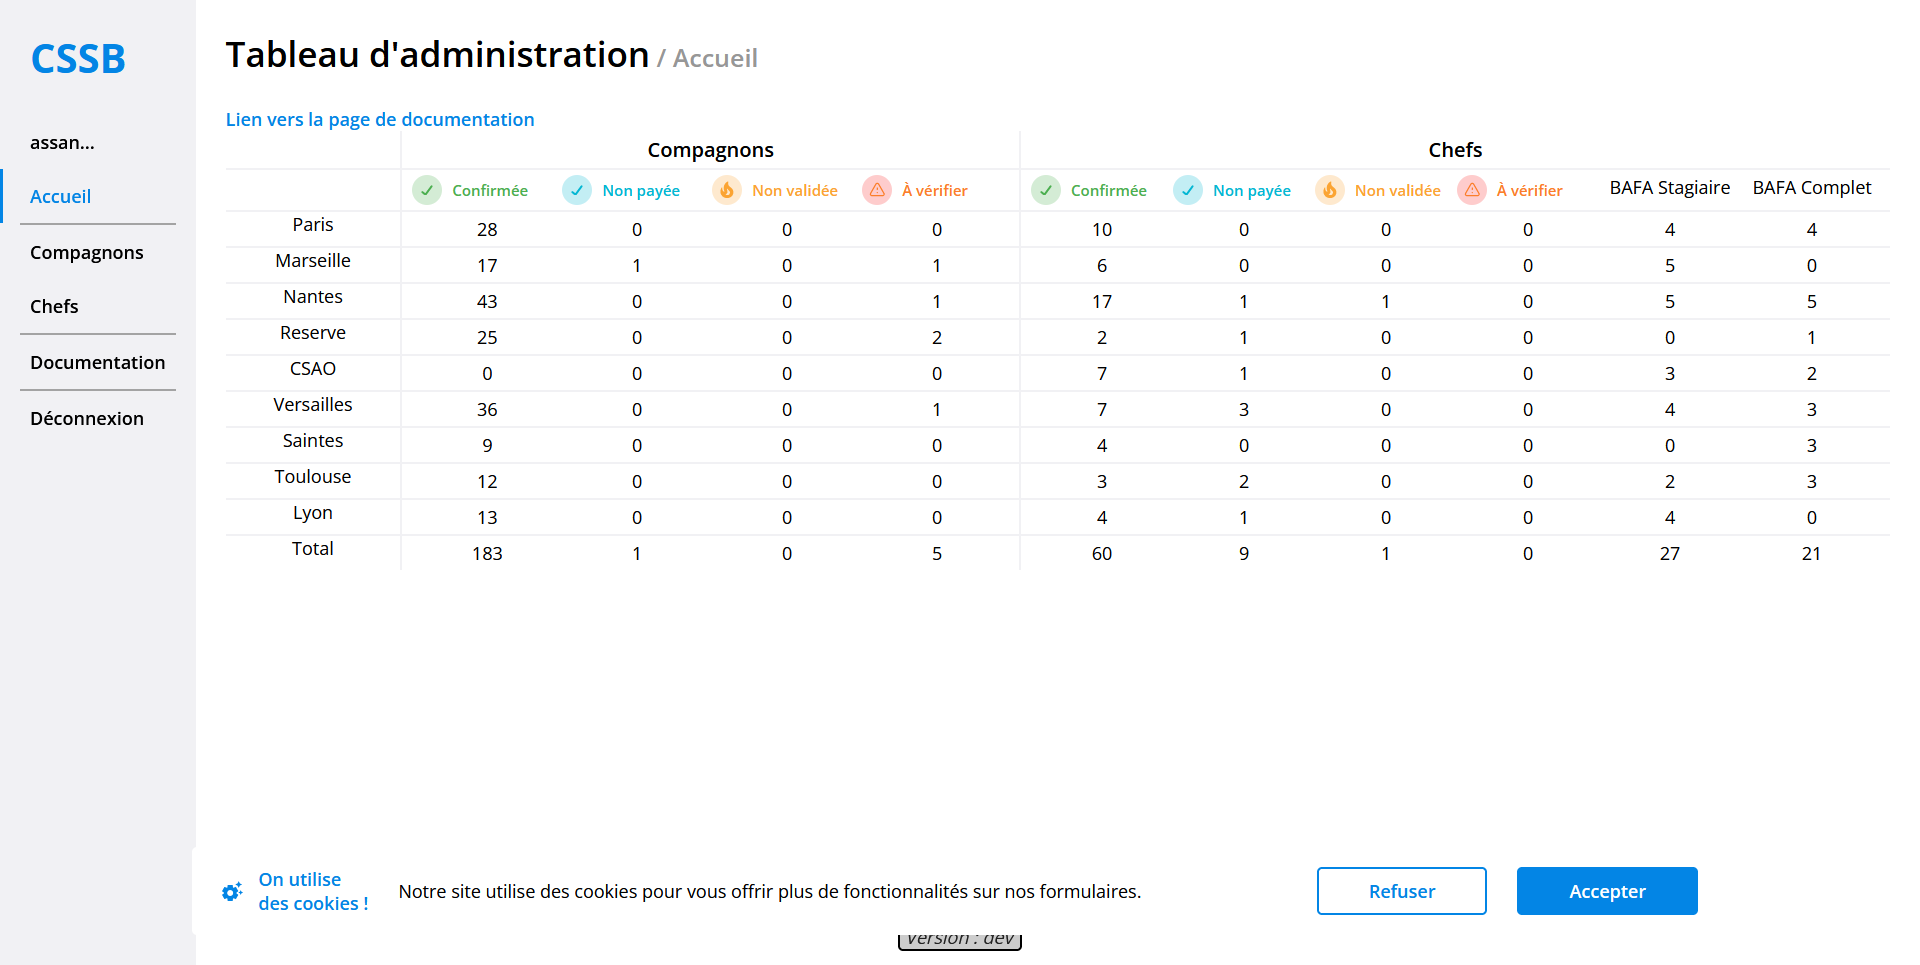 CSSB
assan...
Accueil
Compagnons
Chefs
Documentation
Déconnexion
Tableau d'administration / Accueil
Lien vers la page de documentation
Compagnons Chefs
Confirmée Non payée Non validée À vérifier Confirmée Non payée Non validée À vérifier BAFA Stagiaire BAFA Complet
Paris 28 0 0 0 10 0 0 0 4 4
Marseille 17 1 0 1 6 0 0 0 5 0
Nantes 43 0 0 1 17 1 1 0 5 5
Reserve 25 0 0 2 2 1 0 0 0 1
CSAO 0 0 0 0 7 1 0 0 3 2
Versailles 36 0 0 1 7 3 0 0 4 3
Saintes 9 0 0 0 4 0 0 0 0 3
Toulouse 12 0 0 0 3 2 0 0 2 3
Lyon 13 0 0 0 4 1 0 0 4 0
Total 183 1 0 5 60 9 1 0 27 21
On utilise
des cookies !
Notre site utilise des cookies pour vous offrir plus de fonctionnalités sur nos formulaires.
Refuser
Accepter
Version : dev